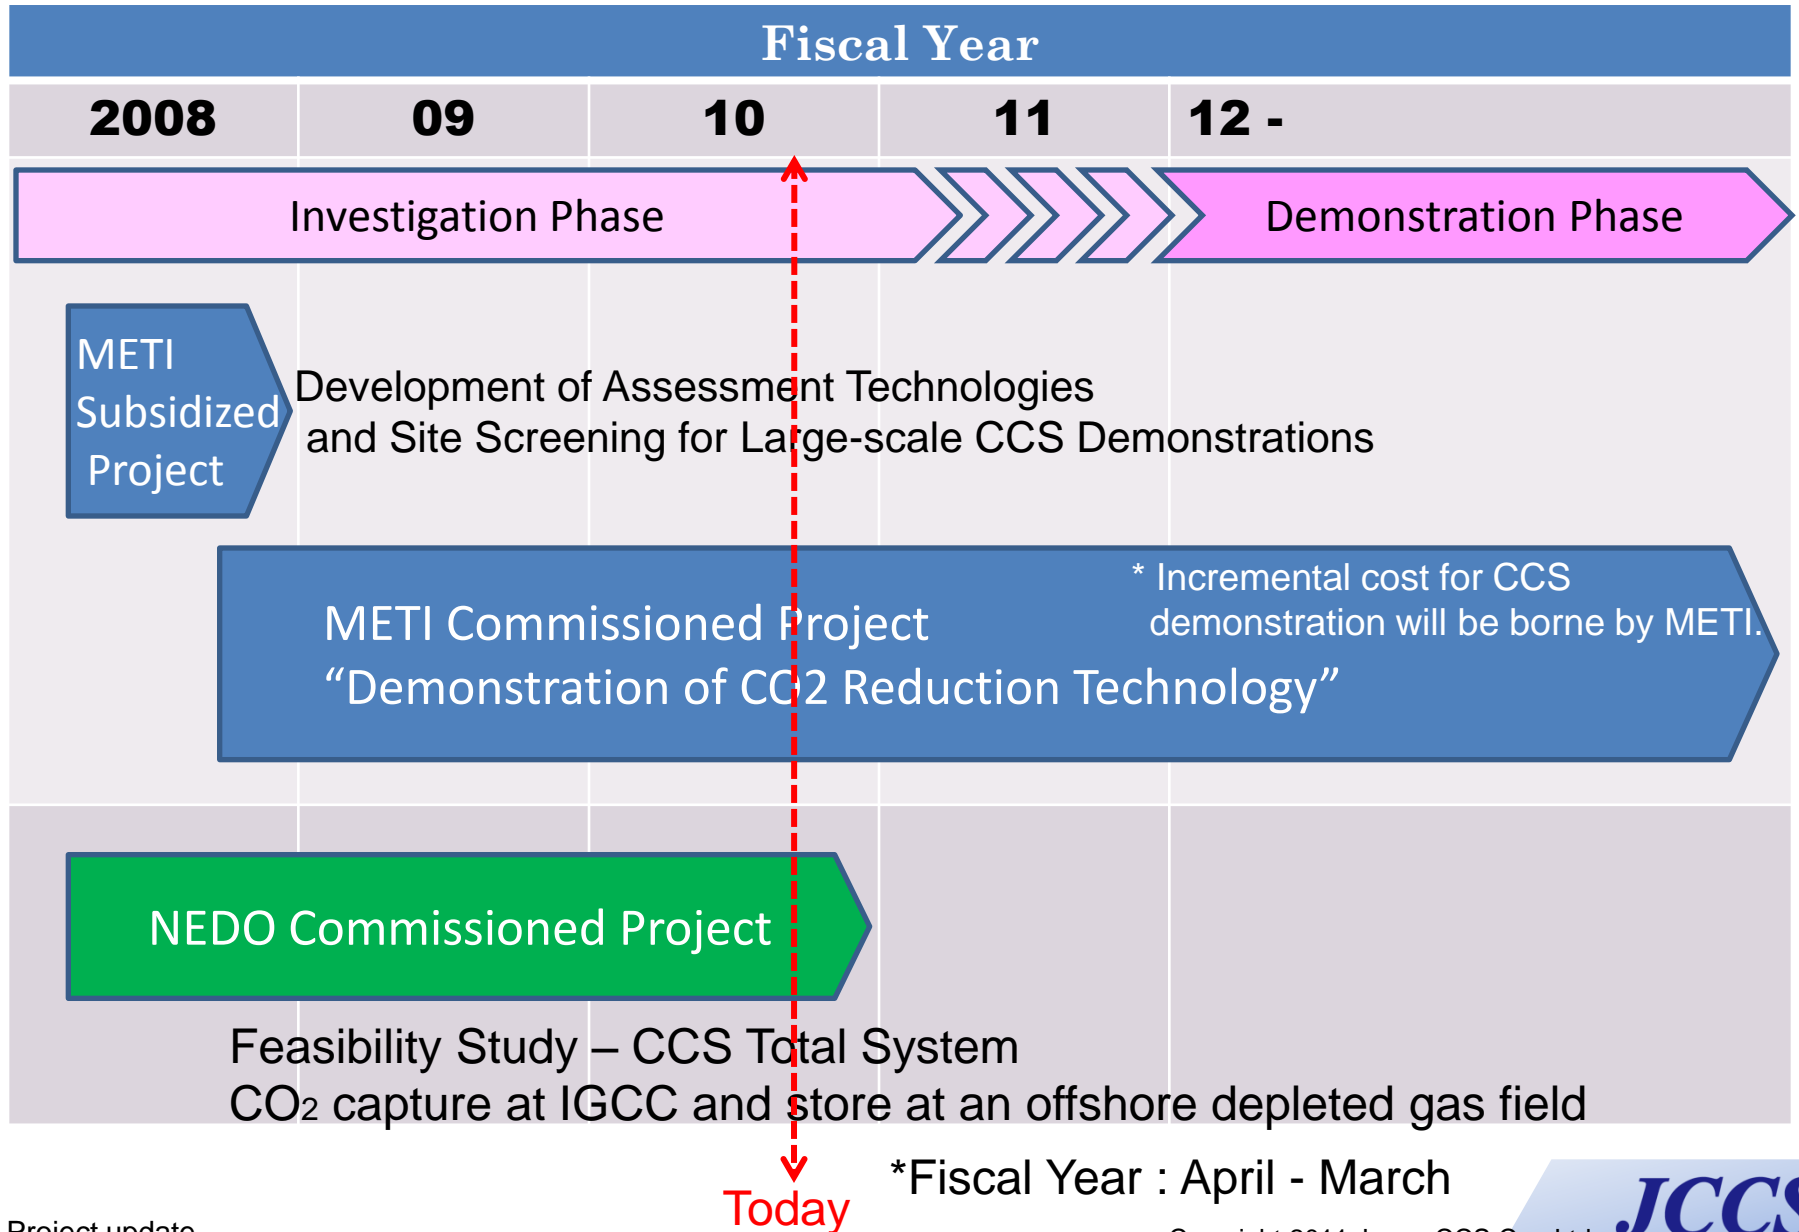 Fiscal Year
2008 09 10 11 12 -
Investigation Phase Demonstration Phase
METI
Subsidized
Project
Development of Assessment Technologies
and Site Screening for Large-scale CCS Demonstrations
* Incremental cost for CCS
demonstration will be borne by METI.
METI Commissioned Project
“Demonstration of CO2 Reduction Technology”
NEDO Commissioned Project
Feasibility Study – CCS Total System
CO2 capture at IGCC and store at an offshore depleted gas field
*Fiscal Year : April - March
Today
JCCS
Project update